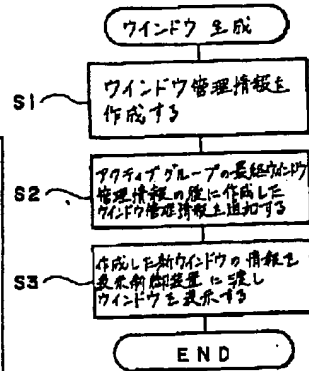 ウインドウ 生成
S1
ウインドウ管理情報を
作成する
S2
アクティブグループの最終ウインドウ
管理情報の後に作成した
ウインドウ管理情報を追加する
S3
作成した新ウインドウの情報を
表示制御装置に渡し
ウインドウを表示する
END